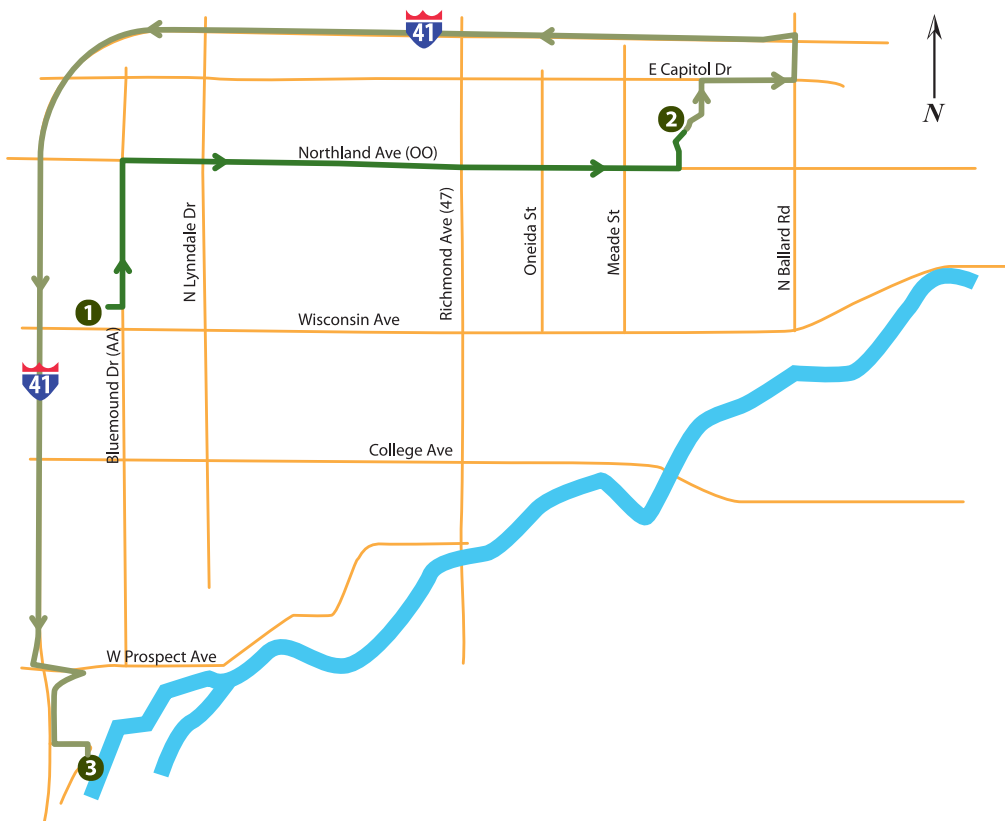 41
E Capitol Dr
N
2
Northland Ave (OO)
N Lynndale Dr
Richmond Ave (47)
Oneida St
Meade St
N Ballard Rd
1
Wisconsin Ave
41
Bluemound Dr (AA)
College Ave
W Prospect Ave
3